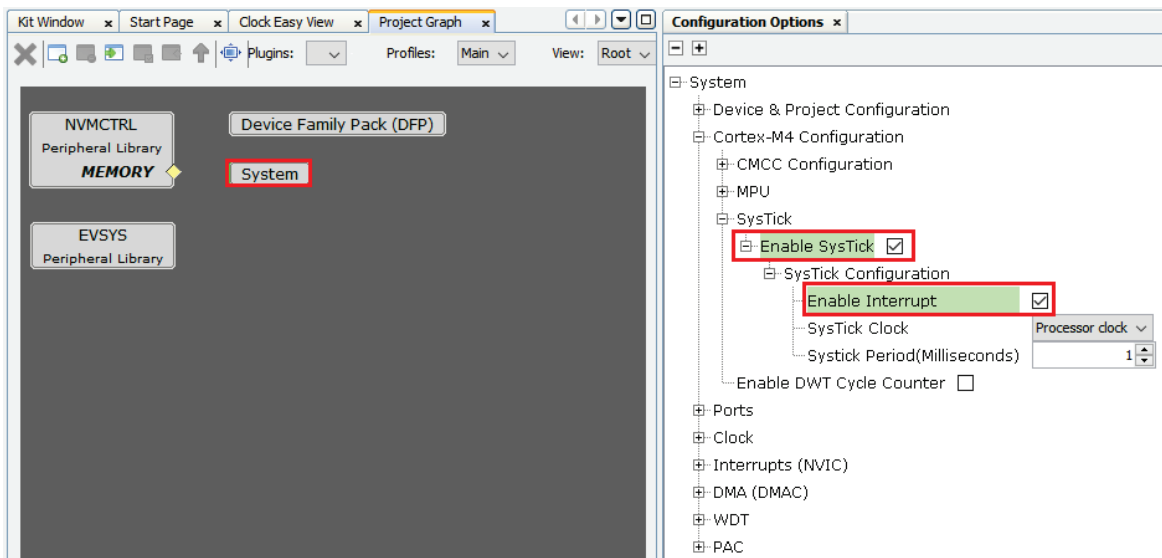 Kit Window x Start Page x Clock Easy View x Project Graph x
Plugins: Profiles: Main View: Root
NVMCTRL
Peripheral Library
MEMORY
Device Family Pack (DFP)
System
EVSYS
Peripheral Library
Configuration Options x
System
Device & Project Configuration
Cortex-M4 Configuration
CMCC Configuration
MPU
SysTick
Enable SysTick
SysTick Configuration
Enable Interrupt
SysTick Clock Processor clock
Systick Period(Milliseconds) 1
Enable DWT Cycle Counter
Ports
Clock
Interrupts (NVIC)
DMA (DMAC)
WDT
PAC